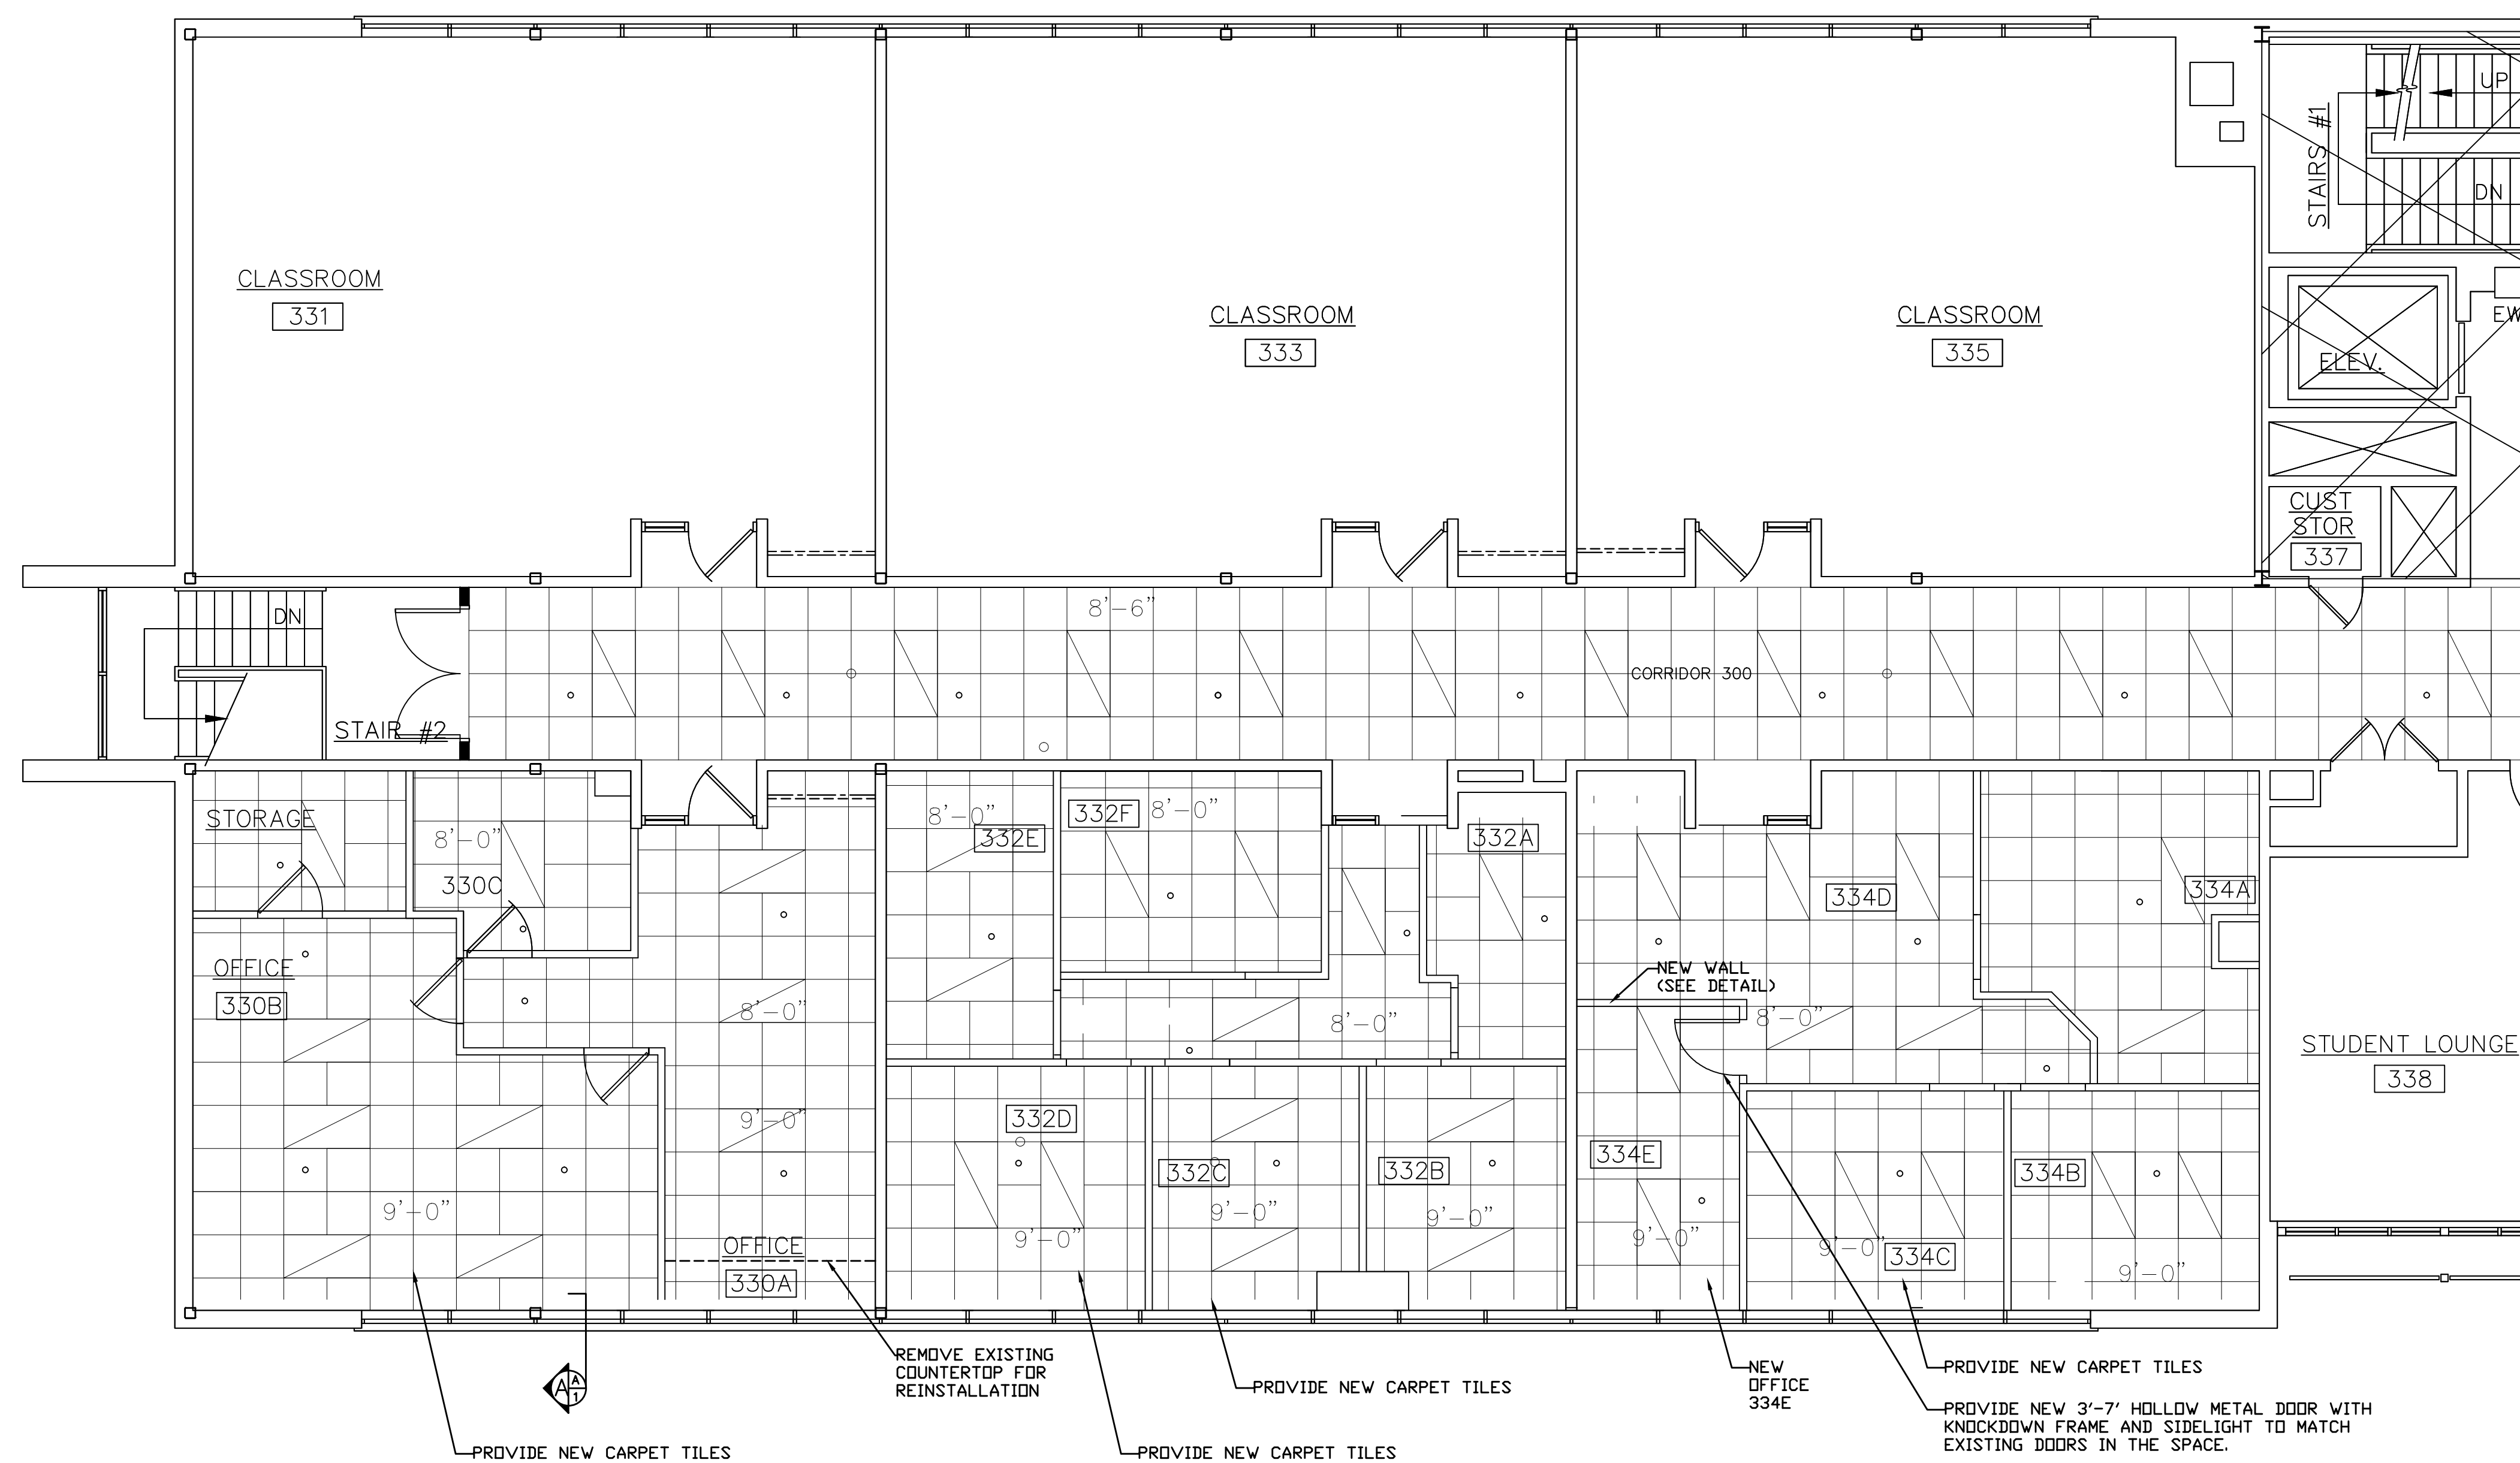 UP
STAIRS #1
DN
CLASSROOM
331
CLASSROOM
333
CLASSROOM
335
ELEV.
CUST
STOR
337
DN
8'-6"
CORRIDOR 300
STAIR #2
STORAGE
8'-0"
330C
8'-0"
332E
332F
8'-0"
332A
334D
334A
OFFICE
330B
8'-0"
8'-0"
NEW WALL
(SEE DETAIL)
8'-0"
STUDENT LOUNGE
338
9'-0"
332D
332C
332B
334E
334B
9'-0"
9'-0"
9'-0"
9'-0"
9'-0"
9'-0"
334C
9'-0"
OFFICE
330A
REMOVE EXISTING
COUNTERTOP FOR
REINSTALLATION
A
A
1
PROVIDE NEW CARPET TILES
NEW
OFFICE
334E
PROVIDE NEW CARPET TILES
PROVIDE NEW 3'-7' HOLLOW METAL DOOR WITH
KNOCKDOWN FRAME AND SIDELIGHT TO MATCH
EXISTING DOORS IN THE SPACE.
PROVIDE NEW CARPET TILES
PROVIDE NEW CARPET TILES